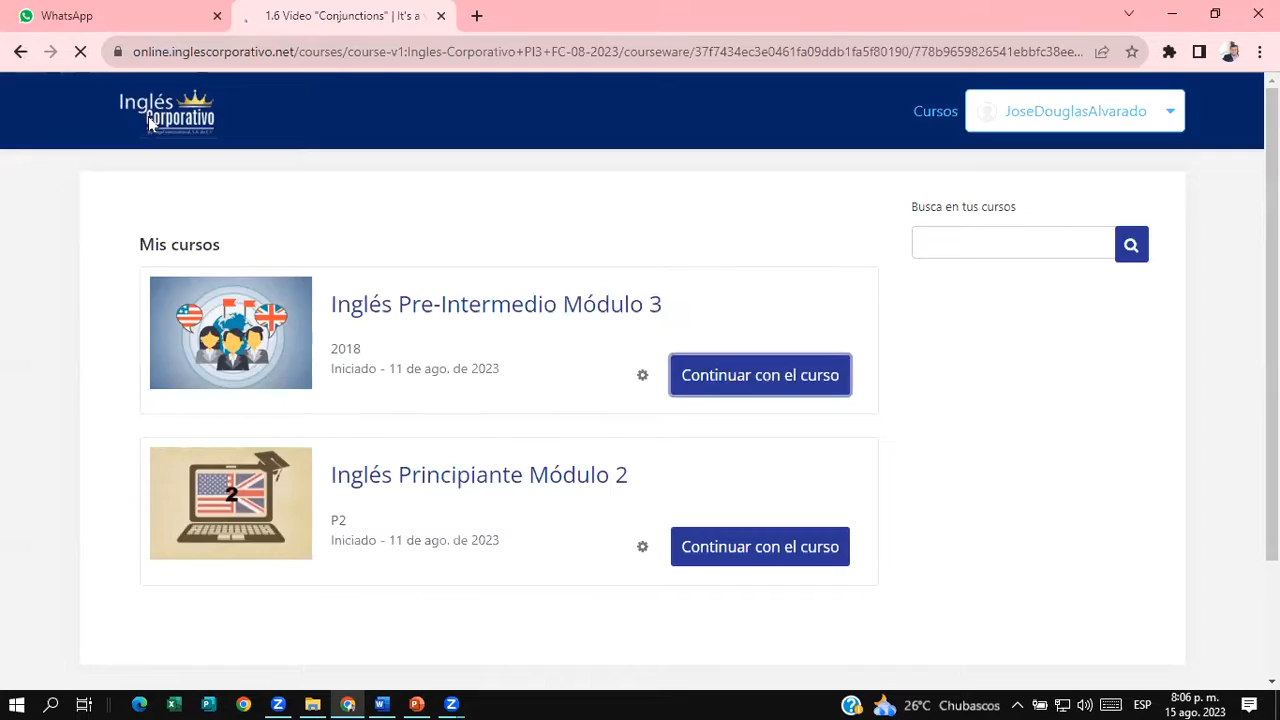 WhatsApp
1.6 Video "Conjunctions" | It's a v
online.inglescorporativo.net/courses/course-v1:Ingles-Corporativo+PI3+FC-08-2023/courseware/37f7434ec3e0461fa09ddb1fa5f80190/778b9659826541ebbfc38ee...
Inglés
Corporativo
Cursos
JoseDouglasAlvarado
Busca en tus cursos
Mis cursos
Inglés Pre-Intermedio Módulo 3
2018
Iniciado - 11 de ago. de 2023
Continuar con el curso
2
Inglés Principiante Módulo 2
P2
Iniciado - 11 de ago. de 2023
Continuar con el curso
26°C Chubascos
ESP
8:06 p. m.
15 ago. 2023